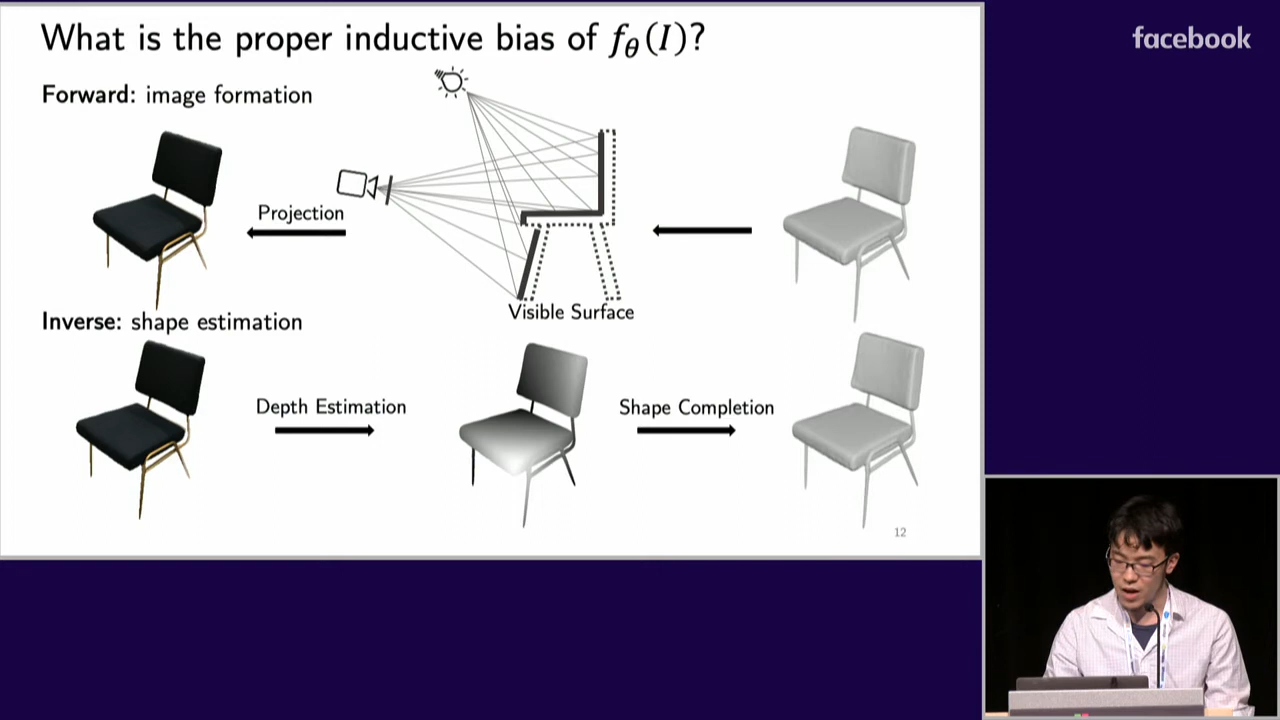 What is the proper inductive bias of f_θ(I)?
facebook
Forward: image formation
Projection
Visible Surface
Inverse: shape estimation
Depth Estimation
Shape Completion
12